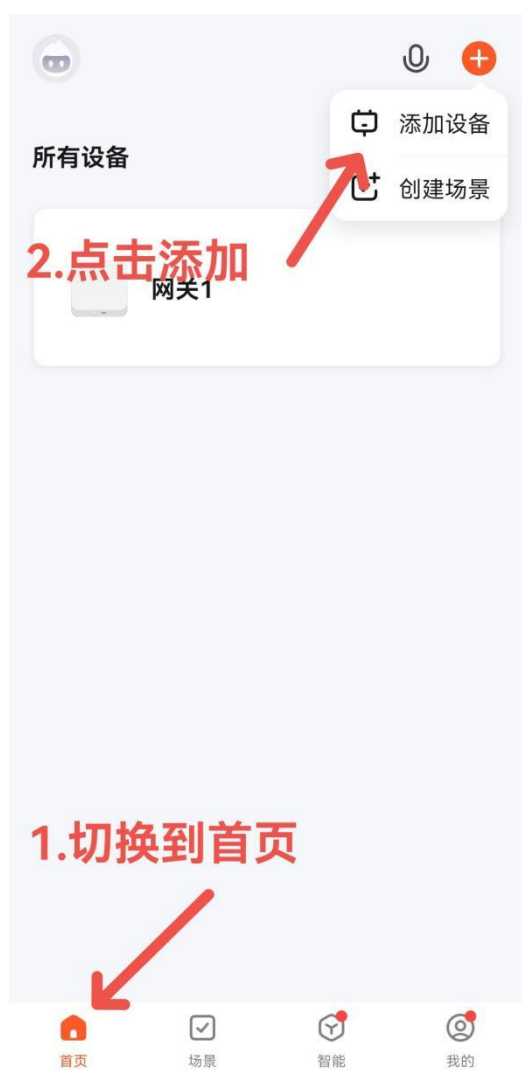 添加设备
所有设备
创建场景
2.点击添加
网关1
1.切换到首页
首页
场景
智能
我的